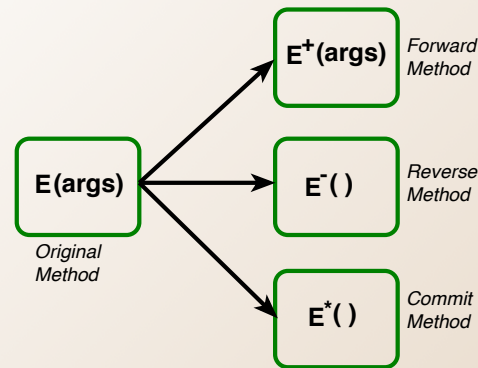 E(args)
Original
Method
E⁺(args)
Forward
Method
E⁻()
Reverse
Method
E*()
Commit
Method